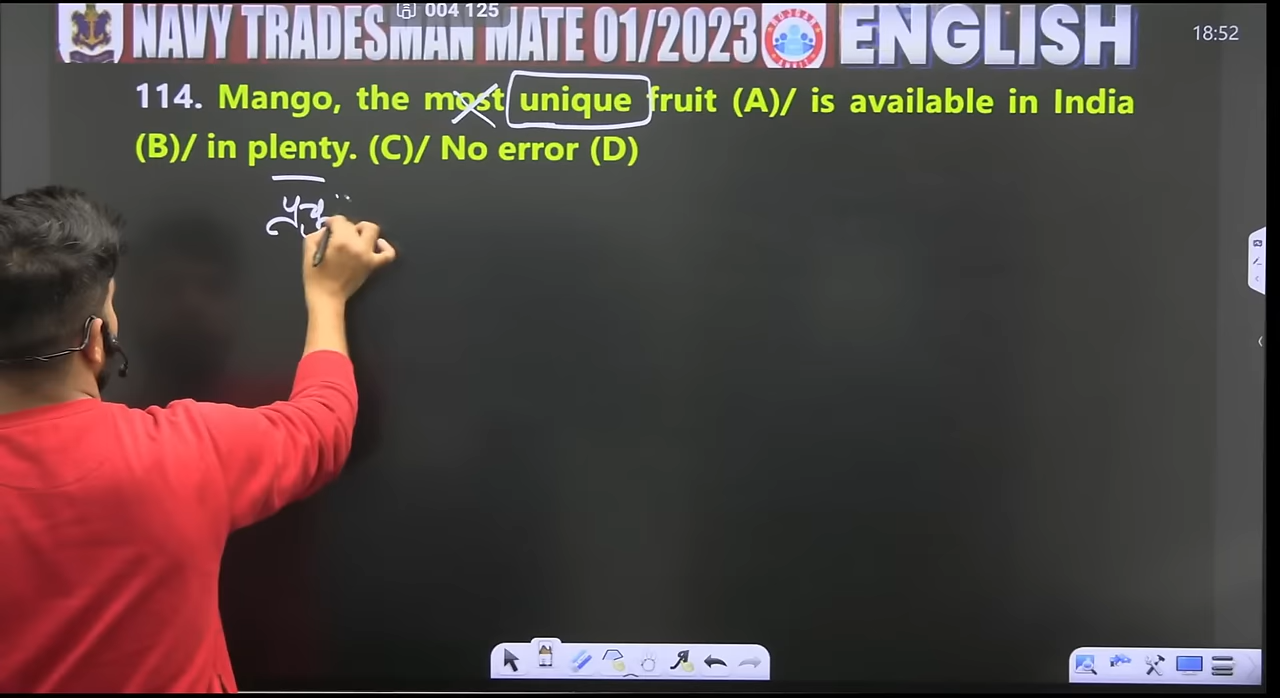 004 125
NAVY TRADESMAN MATE 01/2023 ENGLISH
18:52
114. Mango, the most unique fruit (A)/ is available in India
(B)/ in plenty. (C)/ No error (D)